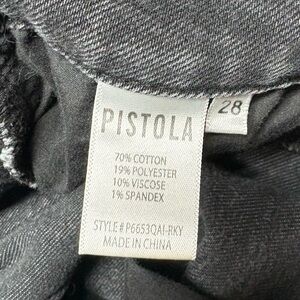 PISTOLA
28
70% COTTON
19% POLYESTER
10% VISCOSE
1% SPANDEX
STYLE# P6653QAI-RKY
MADE IN CHINA